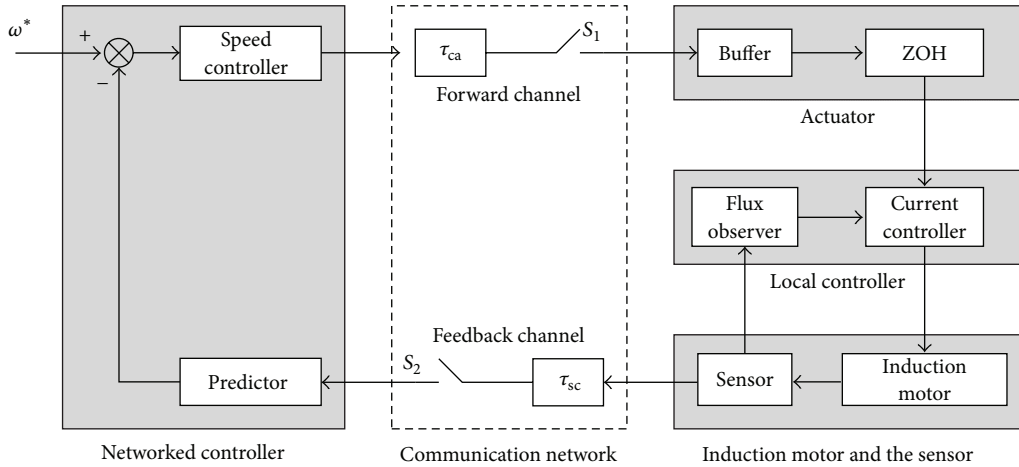 ω*
+
−
Speed
controller
τca
S1
Forward channel
Buffer
ZOH
Actuator
Flux
observer
Current
controller
Local controller
Feedback channel
S2
Predictor
τsc
Sensor
Induction
motor
Networked controller
Communication network
Induction motor and the sensor